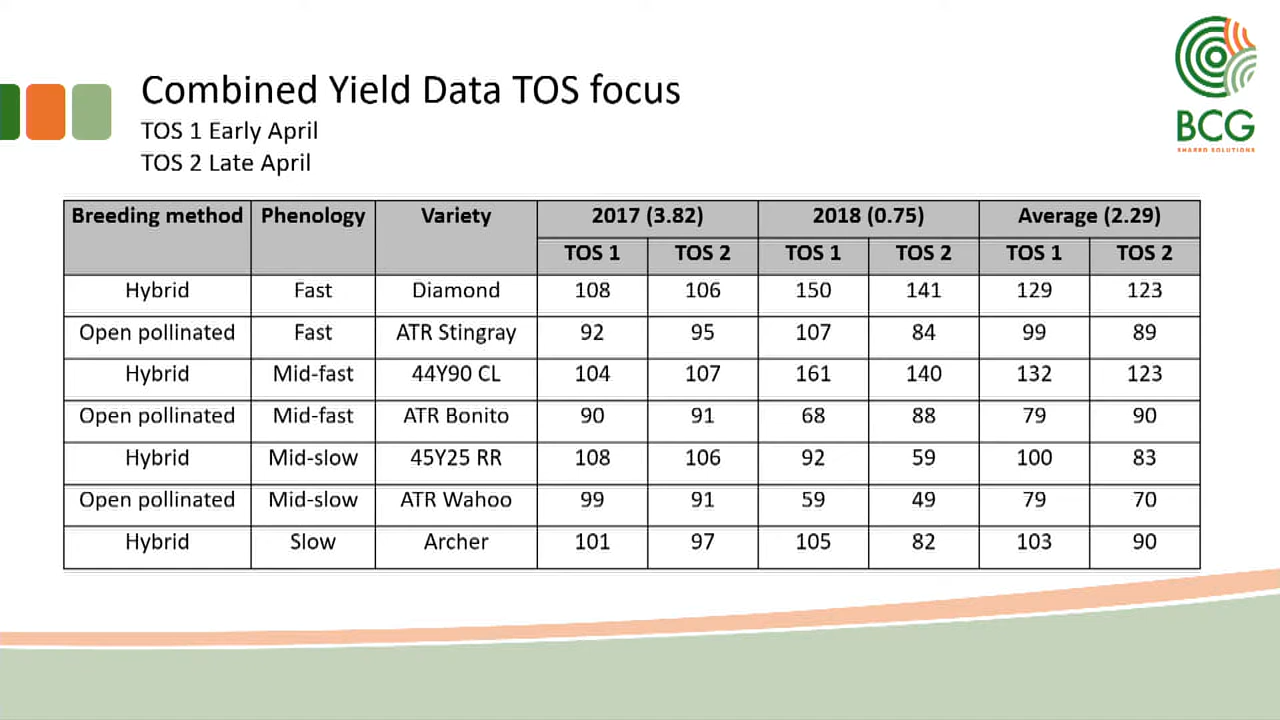 Combined Yield Data TOS focus
TOS 1 Early April
TOS 2 Late April
BCG
SHARED SOLUTIONS
Breeding method Phenology Variety 2017 (3.82) 2018 (0.75) Average (2.29)
TOS 1 TOS 2 TOS 1 TOS 2 TOS 1 TOS 2
Hybrid Fast Diamond 108 106 150 141 129 123
Open pollinated Fast ATR Stingray 92 95 107 84 99 89
Hybrid Mid-fast 44Y90 CL 104 107 161 140 132 123
Open pollinated Mid-fast ATR Bonito 90 91 68 88 79 90
Hybrid Mid-slow 45Y25 RR 108 106 92 59 100 83
Open pollinated Mid-slow ATR Wahoo 99 91 59 49 79 70
Hybrid Slow Archer 101 97 105 82 103 90